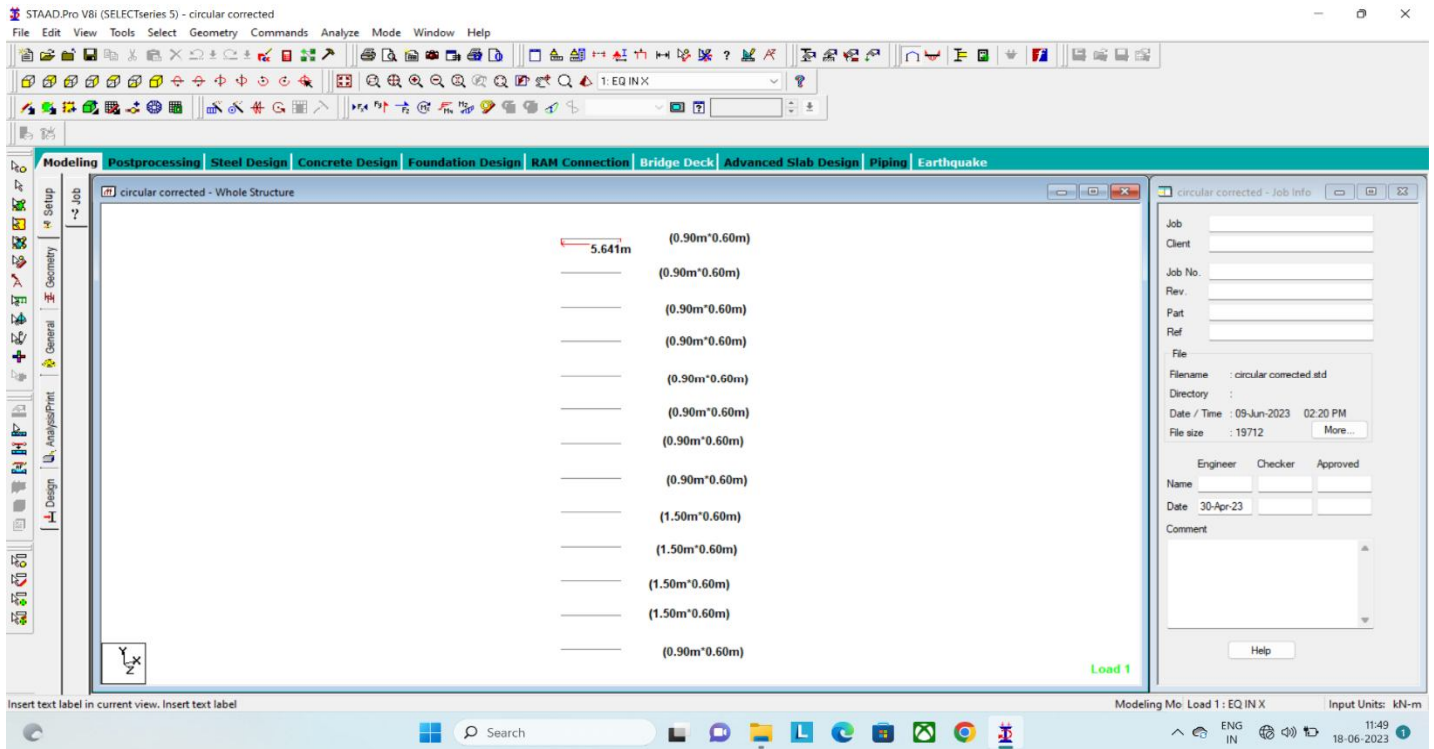 STAAD.Pro V8i (SELECTseries 5) - circular corrected
File Edit View Tools Select Geometry Commands Analyze Mode Window Help
1: EQ IN X
Modeling Postprocessing Steel Design Concrete Design Foundation Design RAM Connection Bridge Deck Advanced Slab Design Piping Earthquake
Setup
Geometry
General
Analysis/Print
Design
Job
circular corrected - Whole Structure
5.641m
(0.90m*0.60m)
(0.90m*0.60m)
(0.90m*0.60m)
(0.90m*0.60m)
(0.90m*0.60m)
(0.90m*0.60m)
(0.90m*0.60m)
(0.90m*0.60m)
(1.50m*0.60m)
(1.50m*0.60m)
(1.50m*0.60m)
(1.50m*0.60m)
(0.90m*0.60m)
Y
X
Z
Load 1
circular corrected - Job Info
Job
Client
Job No.
Rev.
Part
Ref
File
Filename : circular corrected.std
Directory :
Date / Time : 09-Jun-2023 02:20 PM
File size : 19712 More...
Engineer Checker Approved
Name
Date 30-Apr-23
Comment
Help
Insert text label in current view. Insert text label
Modeling Mo Load 1 : EQ IN X Input Units: kN-m
Search
ENG
IN
11:49
18-06-2023
1